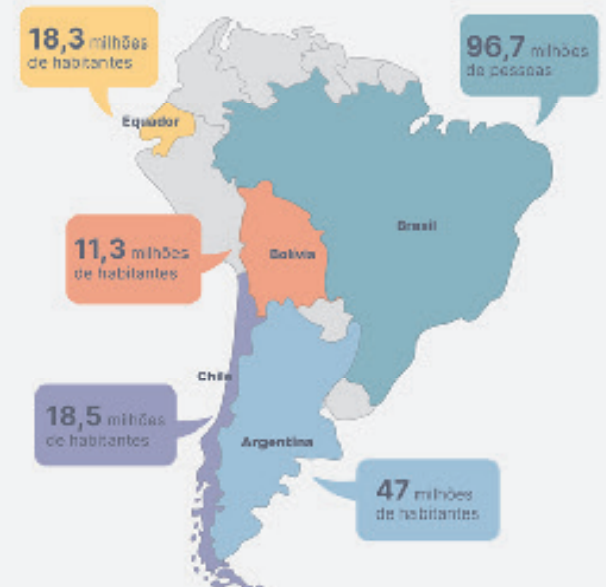 18,3 milhões
de habitantes
96,7 milhões
de pessoas
Equador
Brasil
11,3 milhões
de habitantes
Bolívia
Chile
18,5 milhões
de habitantes
Argentina
47 milhões
de habitantes